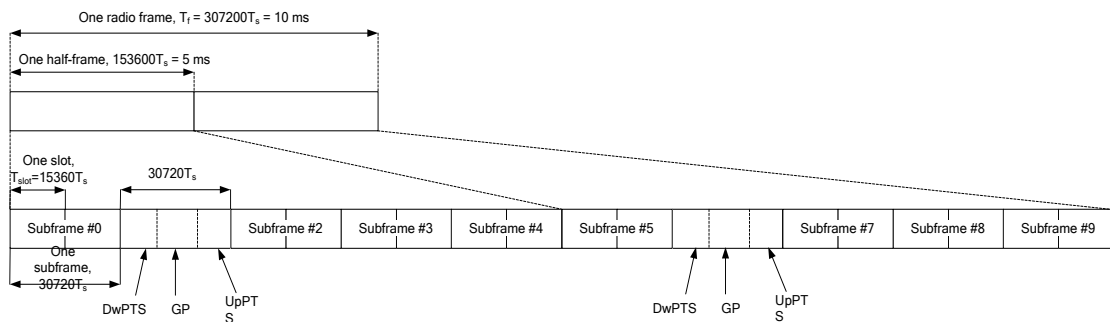 One radio frame, Tf = 307200Ts = 10 ms
One half-frame, 153600Ts = 5 ms
One slot,
Tslot=15360Ts
30720Ts
Subframe #0
Subframe #2
Subframe #3
Subframe #4
Subframe #5
Subframe #7
Subframe #8
Subframe #9
One
subframe,
30720Ts
DwPTS
GP
UpPT
S
DwPTS
GP
UpPT
S